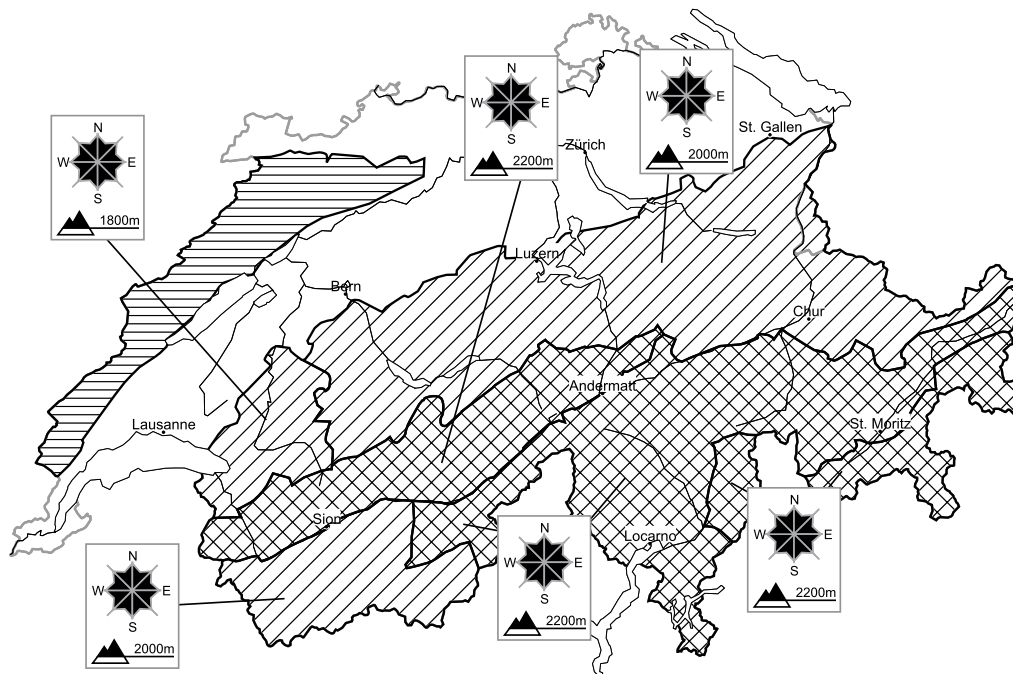 N
W E
S
2200m
N
W E
S
2000m
N
W E
S
1800m
St. Gallen
Zürich
Luzern
Bern
Chur
Andermatt
Lausanne
St. Moritz
Sion
Locarno
N
W E
S
2200m
N
W E
S
2200m
N
W E
S
2000m